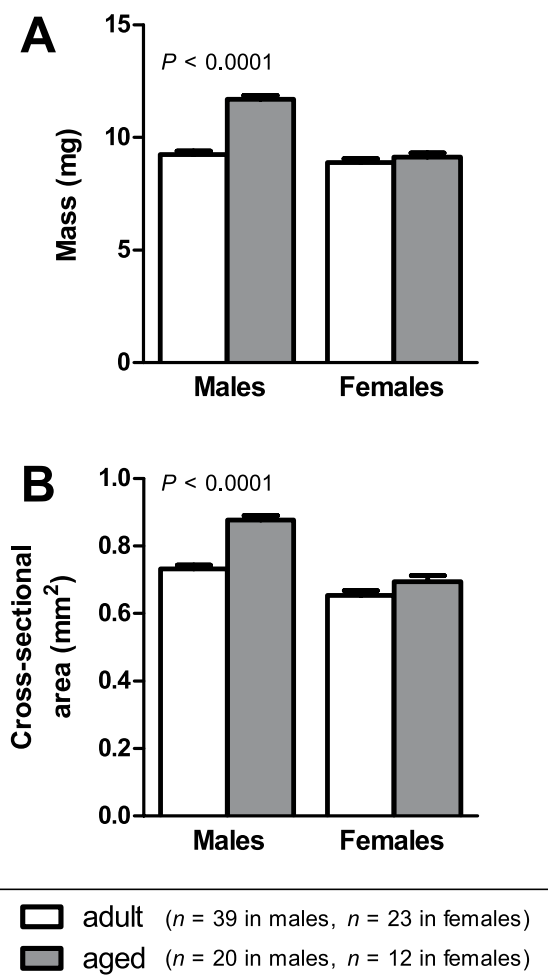 A
15
P < 0.0001
10
Mass (mg)
5
0
Males Females
B
1.0
P < 0.0001
0.8
Cross-sectional
area (mm²)
0.6
0.4
0.2
0.0
Males Females
adult (n = 39 in males, n = 23 in females)
aged (n = 20 in males, n = 12 in females)